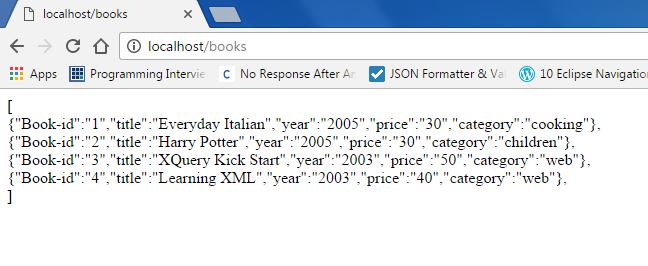 localhost/books
localhost/books
Apps Programming Intervie No Response After Ar JSON Formatter & Va 10 Eclipse Navigatio
[
{"Book-id":"1","title":"Everyday Italian","year":"2005","price":"30","category":"cooking"},
{"Book-id":"2","title":"Harry Potter","year":"2005","price":"30","category":"children"},
{"Book-id":"3","title":"XQuery Kick Start","year":"2003","price":"50","category":"web"},
{"Book-id":"4","title":"Learning XML","year":"2003","price":"40","category":"web"},
]